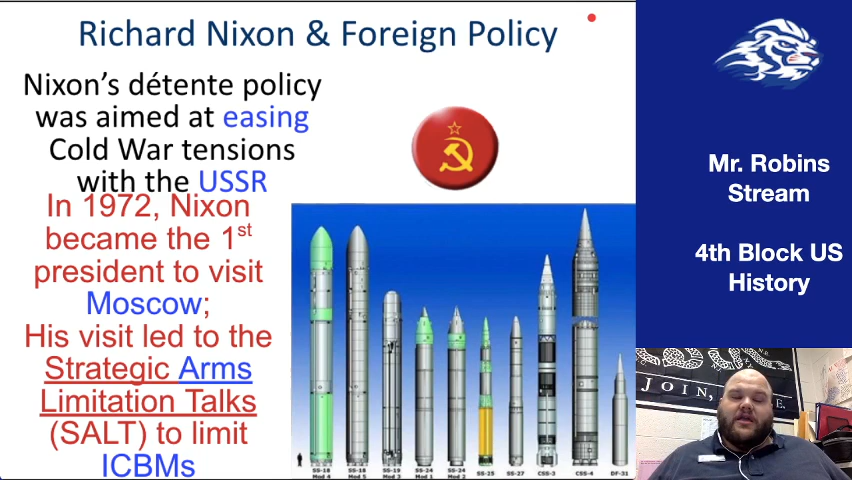 Richard Nixon & Foreign Policy
Nixon's détente policy
was aimed at easing
Cold War tensions
with the USSR
In 1972, Nixon
became the 1st
president to visit
Moscow;
His visit led to the
Strategic Arms
Limitation Talks
(SALT) to limit
ICBMs
SS-18 Mod 4
SS-18 Mod 5
SS-19 Mod 3
SS-24 Mod 1
SS-24 Mod 2
SS-25
SS-27
CSS-3
CSS-4
DF-31
Mr. Robins
Stream
4th Block US
History
JOIN,